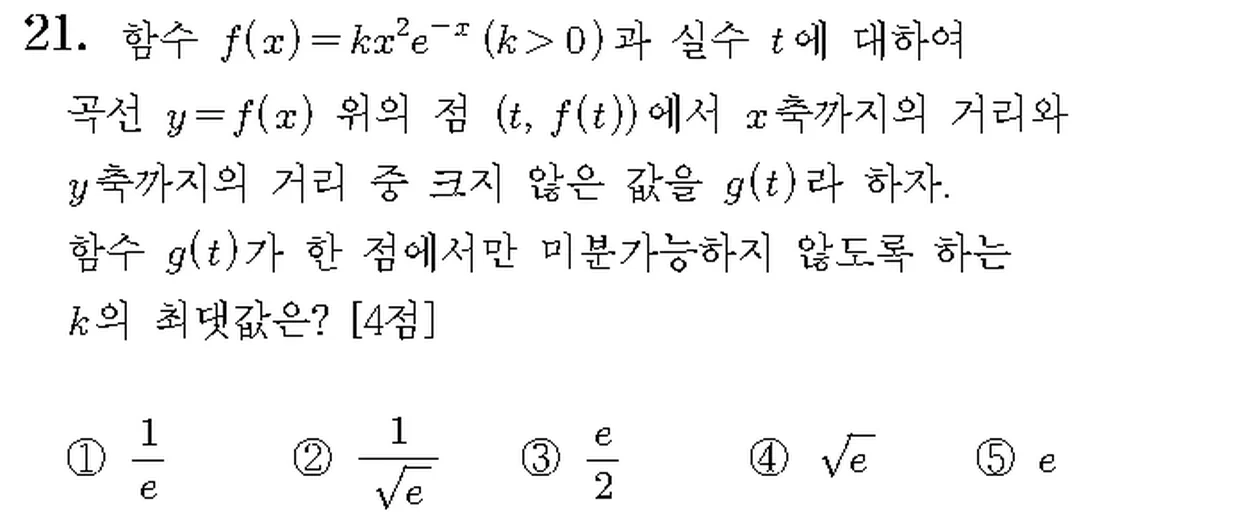 21. 함수 f(x)=kx²e⁻ˣ (k>0)과 실수 t에 대하여
곡선 y=f(x) 위의 점 (t, f(t))에서 x축까지의 거리와
y축까지의 거리 중 크지 않은 값을 g(t)라 하자.
함수 g(t)가 한 점에서만 미분가능하지 않도록 하는
k의 최댓값은? [4점]
① 1/e ② 1/√e ③ e/2 ④ √e ⑤ e